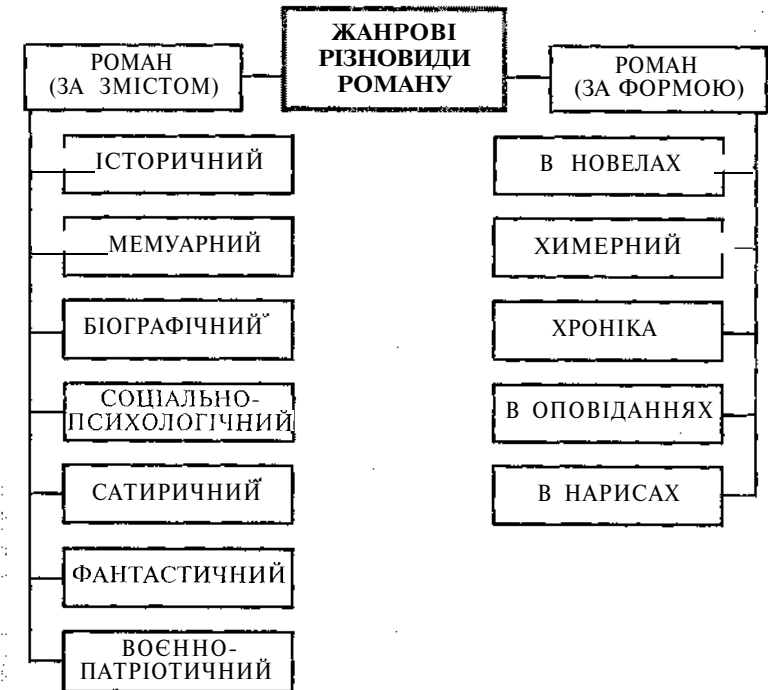 ЖАНРОВІ
РІЗНОВИДИ
РОМАНУ
РОМАН
(ЗА ЗМІСТОМ)
ІСТОРИЧНИЙ
МЕМУАРНИЙ
БІОГРАФІЧНИЙ
СОЦІАЛЬНО-
ПСИХОЛОГІЧНИЙ
САТИРИЧНИЙ
ФАНТАСТИЧНИЙ
ВОЄННО-
ПАТРІОТИЧНИЙ
РОМАН
(ЗА ФОРМОЮ)
В НОВЕЛАХ
ХИМЕРНИЙ
ХРОНІКА
В ОПОВІДАННЯХ
В НАРИСАХ